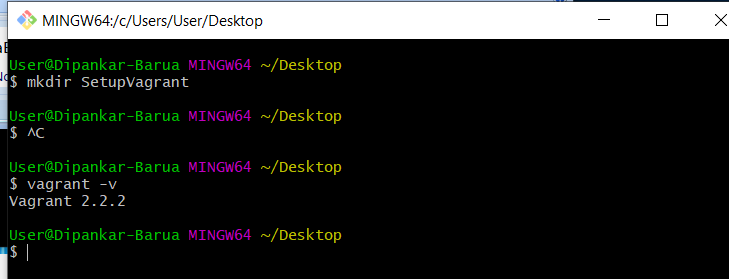 MINGW64:/c/Users/User/Desktop
User@Dipankar-Barua MINGW64 ~/Desktop
$ mkdir SetupVagrant
User@Dipankar-Barua MINGW64 ~/Desktop
$ ^C
User@Dipankar-Barua MINGW64 ~/Desktop
$ vagrant -v
Vagrant 2.2.2
User@Dipankar-Barua MINGW64 ~/Desktop
$